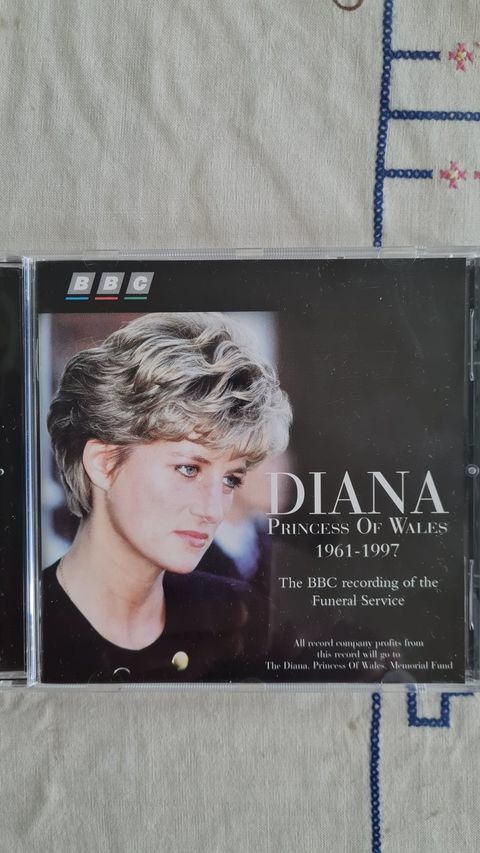 BBC
DIANA
PRINCESS OF WALES
1961-1997
The BBC recording of the
Funeral Service
All record company profits from
this record will go to
The Diana, Princess Of Wales, Memorial Fund